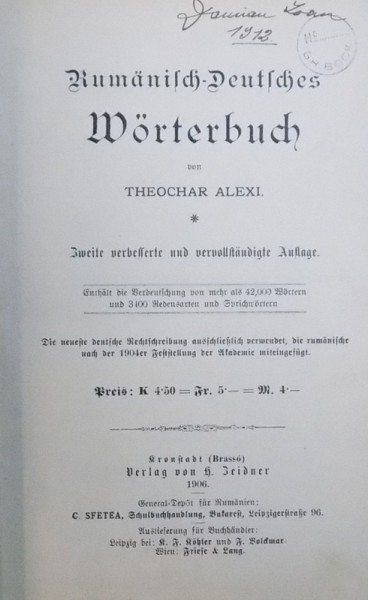 Damian Ioan
1912
Rumänisch-Deutsches
Wörterbuch
von
THEOCHAR ALEXI.
*
Zweite verbesserte und vervollständigte Auflage.
Enthält die Verdeutschung von mehr als 42,000 Wörtern
und 3400 Redensarten und Sprichwörtern
Die neueste deutsche Rechtschreibung ausschließlich verwendet, die rumänische
nach der 1904er Feststellung der Akademie miteingefügt.
Preis: K 4·50 = Fr. 5·— = M. 4·—
Kronstadt (Brassó)
Verlag von H. Zeidner
1906.
General-Depôt für Rumänien:
C. SFETEA, Schulbuchhandlung, Bukarest, Leipzigerstraße 96.
Auslieferung für Buchhändler:
Leipzig bei: K. F. Köhler und F. Volckmar.
Wien: Friese & Lang.